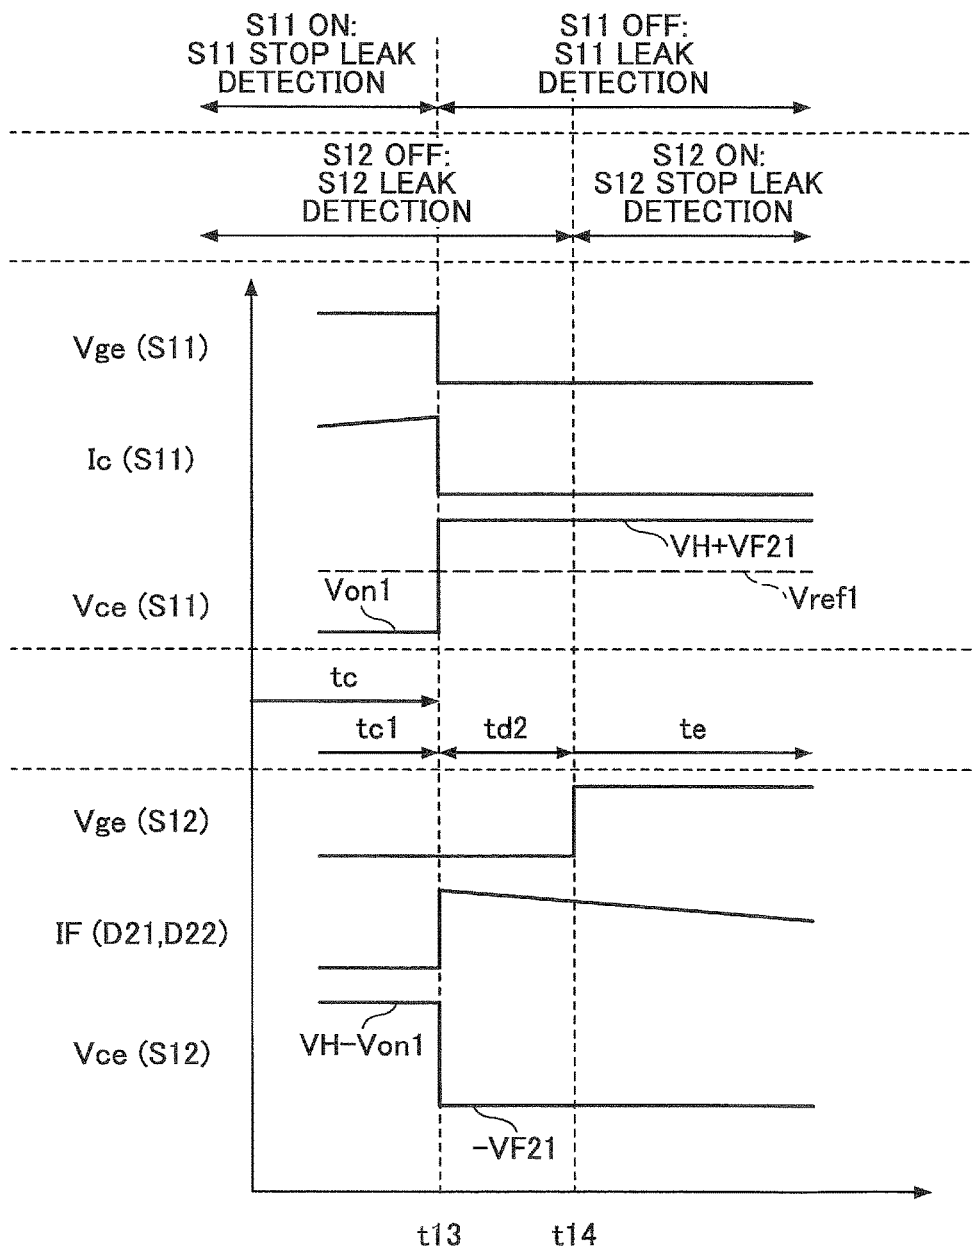 S11 ON:
S11 STOP LEAK
DETECTION
S11 OFF:
S11 LEAK
DETECTION
S12 OFF:
S12 LEAK
DETECTION
S12 ON:
S12 STOP LEAK
DETECTION
Vge (S11)
Ic (S11)
VH+VF21
Von1
Vref1
Vce (S11)
tc
tc1
td2
te
Vge (S12)
IF (D21,D22)
VH-Von1
Vce (S12)
-VF21
t13
t14